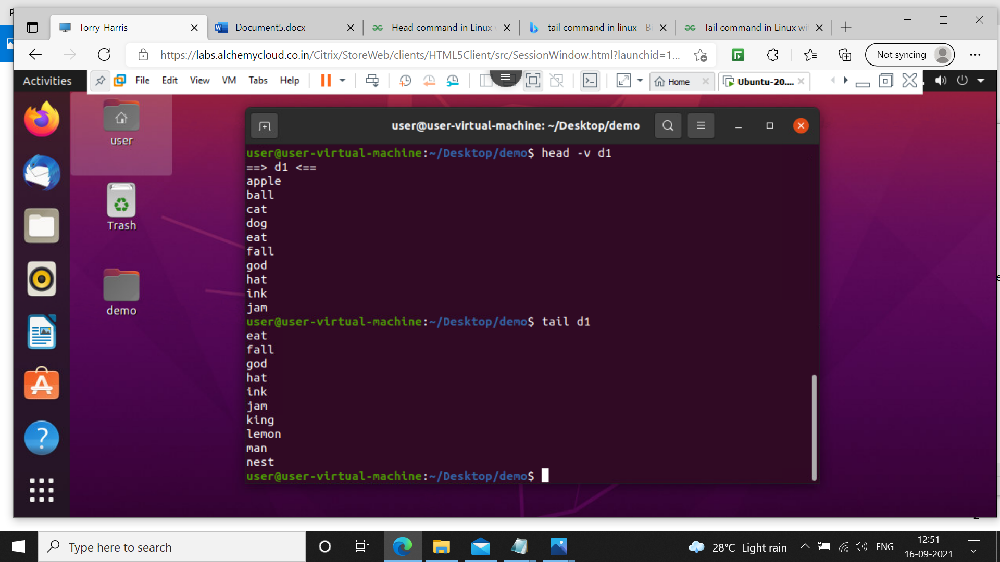 Torry-Harris
Document5.docx
Head command in Linux
tail command in linux - Bi
Tail command in Linux wi
https://labs.alchemycloud.co.in/Citrix/StoreWeb/clients/HTML5Client/src/SessionWindow.html?launchid=1...
Not syncing
Activities
File Edit View VM Tabs Help
Home
Ubuntu-20....
user
Trash
demo
user@user-virtual-machine: ~/Desktop/demo
user@user-virtual-machine:~/Desktop/demo$ head -v d1
==> d1 <==
apple
ball
cat
dog
eat
fall
god
hat
ink
jam
user@user-virtual-machine:~/Desktop/demo$ tail d1
eat
fall
god
hat
ink
jam
king
lemon
man
nest
user@user-virtual-machine:~/Desktop/demo$
Type here to search
28°C Light rain
ENG
12:51
16-09-2021